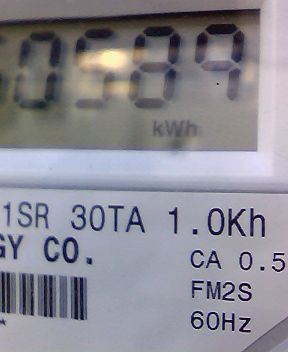 0589
kWh
1SR 30TA 1.0Kh
GY CO.
CA 0.5
FM2S
60Hz